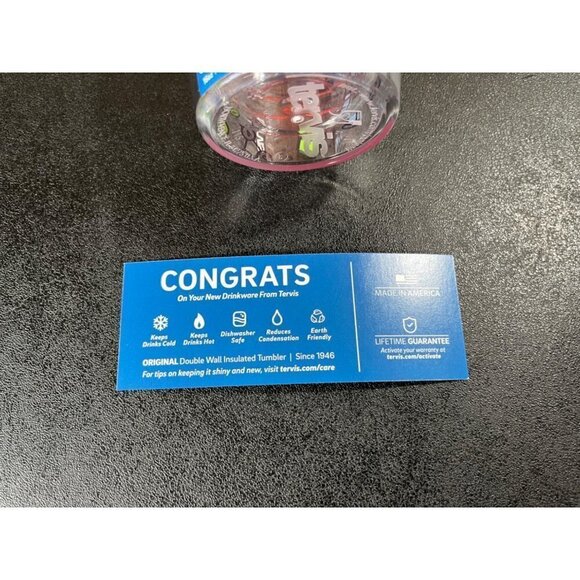 tervis
CONGRATS
On Your New Drinkware From Tervis
Keeps
Drinks Cold
Keeps
Drinks Hot
Dishwasher
Safe
Reduces
Condensation
Earth
Friendly
ORIGINAL Double Wall Insulated Tumbler | Since 1946
For tips on keeping it shiny and new, visit tervis.com/care
MADE IN AMERICA
LIFETIME GUARANTEE
Activate your warranty at
tervis.com/activate